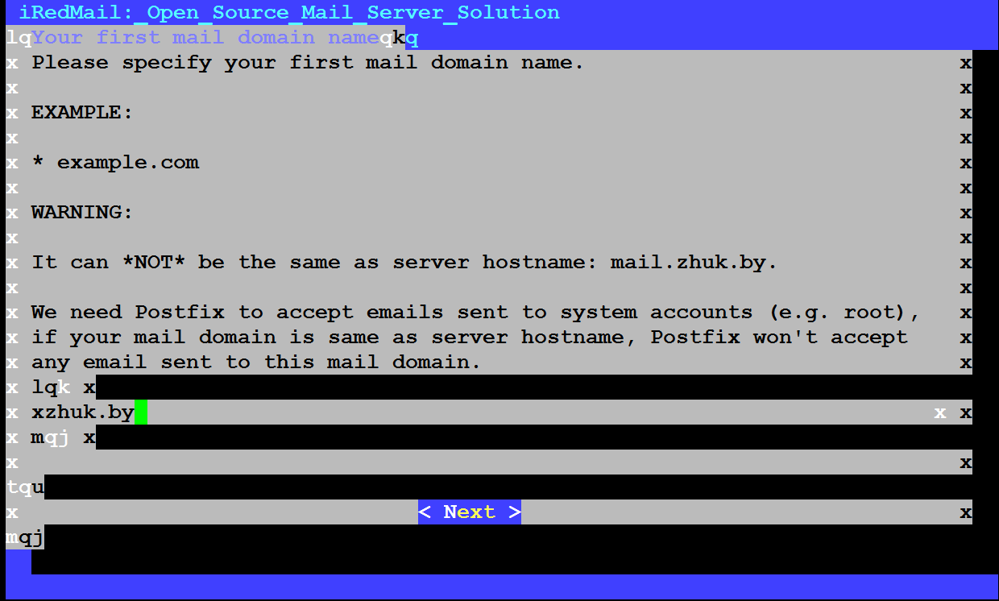 iRedMail:_Open_Source_Mail_Server_Solution
lqYour first mail domain nameqkq
x Please specify your first mail domain name. x
x x
x EXAMPLE: x
x x
x * example.com x
x x
x WARNING: x
x x
x It can *NOT* be the same as server hostname: mail.zhuk.by. x
x x
x We need Postfix to accept emails sent to system accounts (e.g. root), x
x if your mail domain is same as server hostname, Postfix won't accept x
x any email sent to this mail domain. x
x lqk x
x xzhuk.by x x
x mqj x
x x
tqu
x < Next > x
mqj